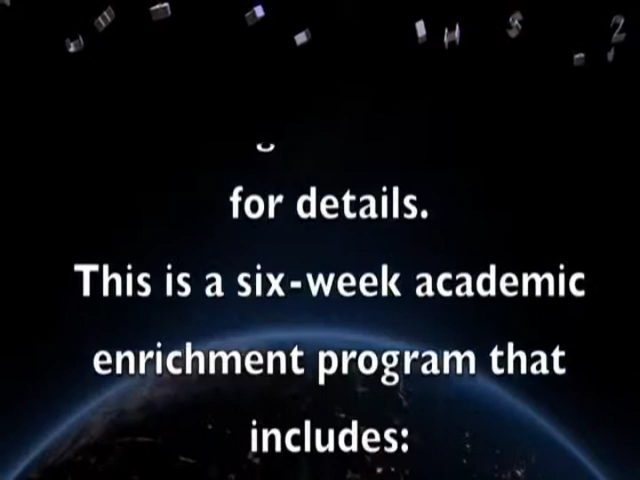 for details.
This is a six-week academic
enrichment program that
includes: